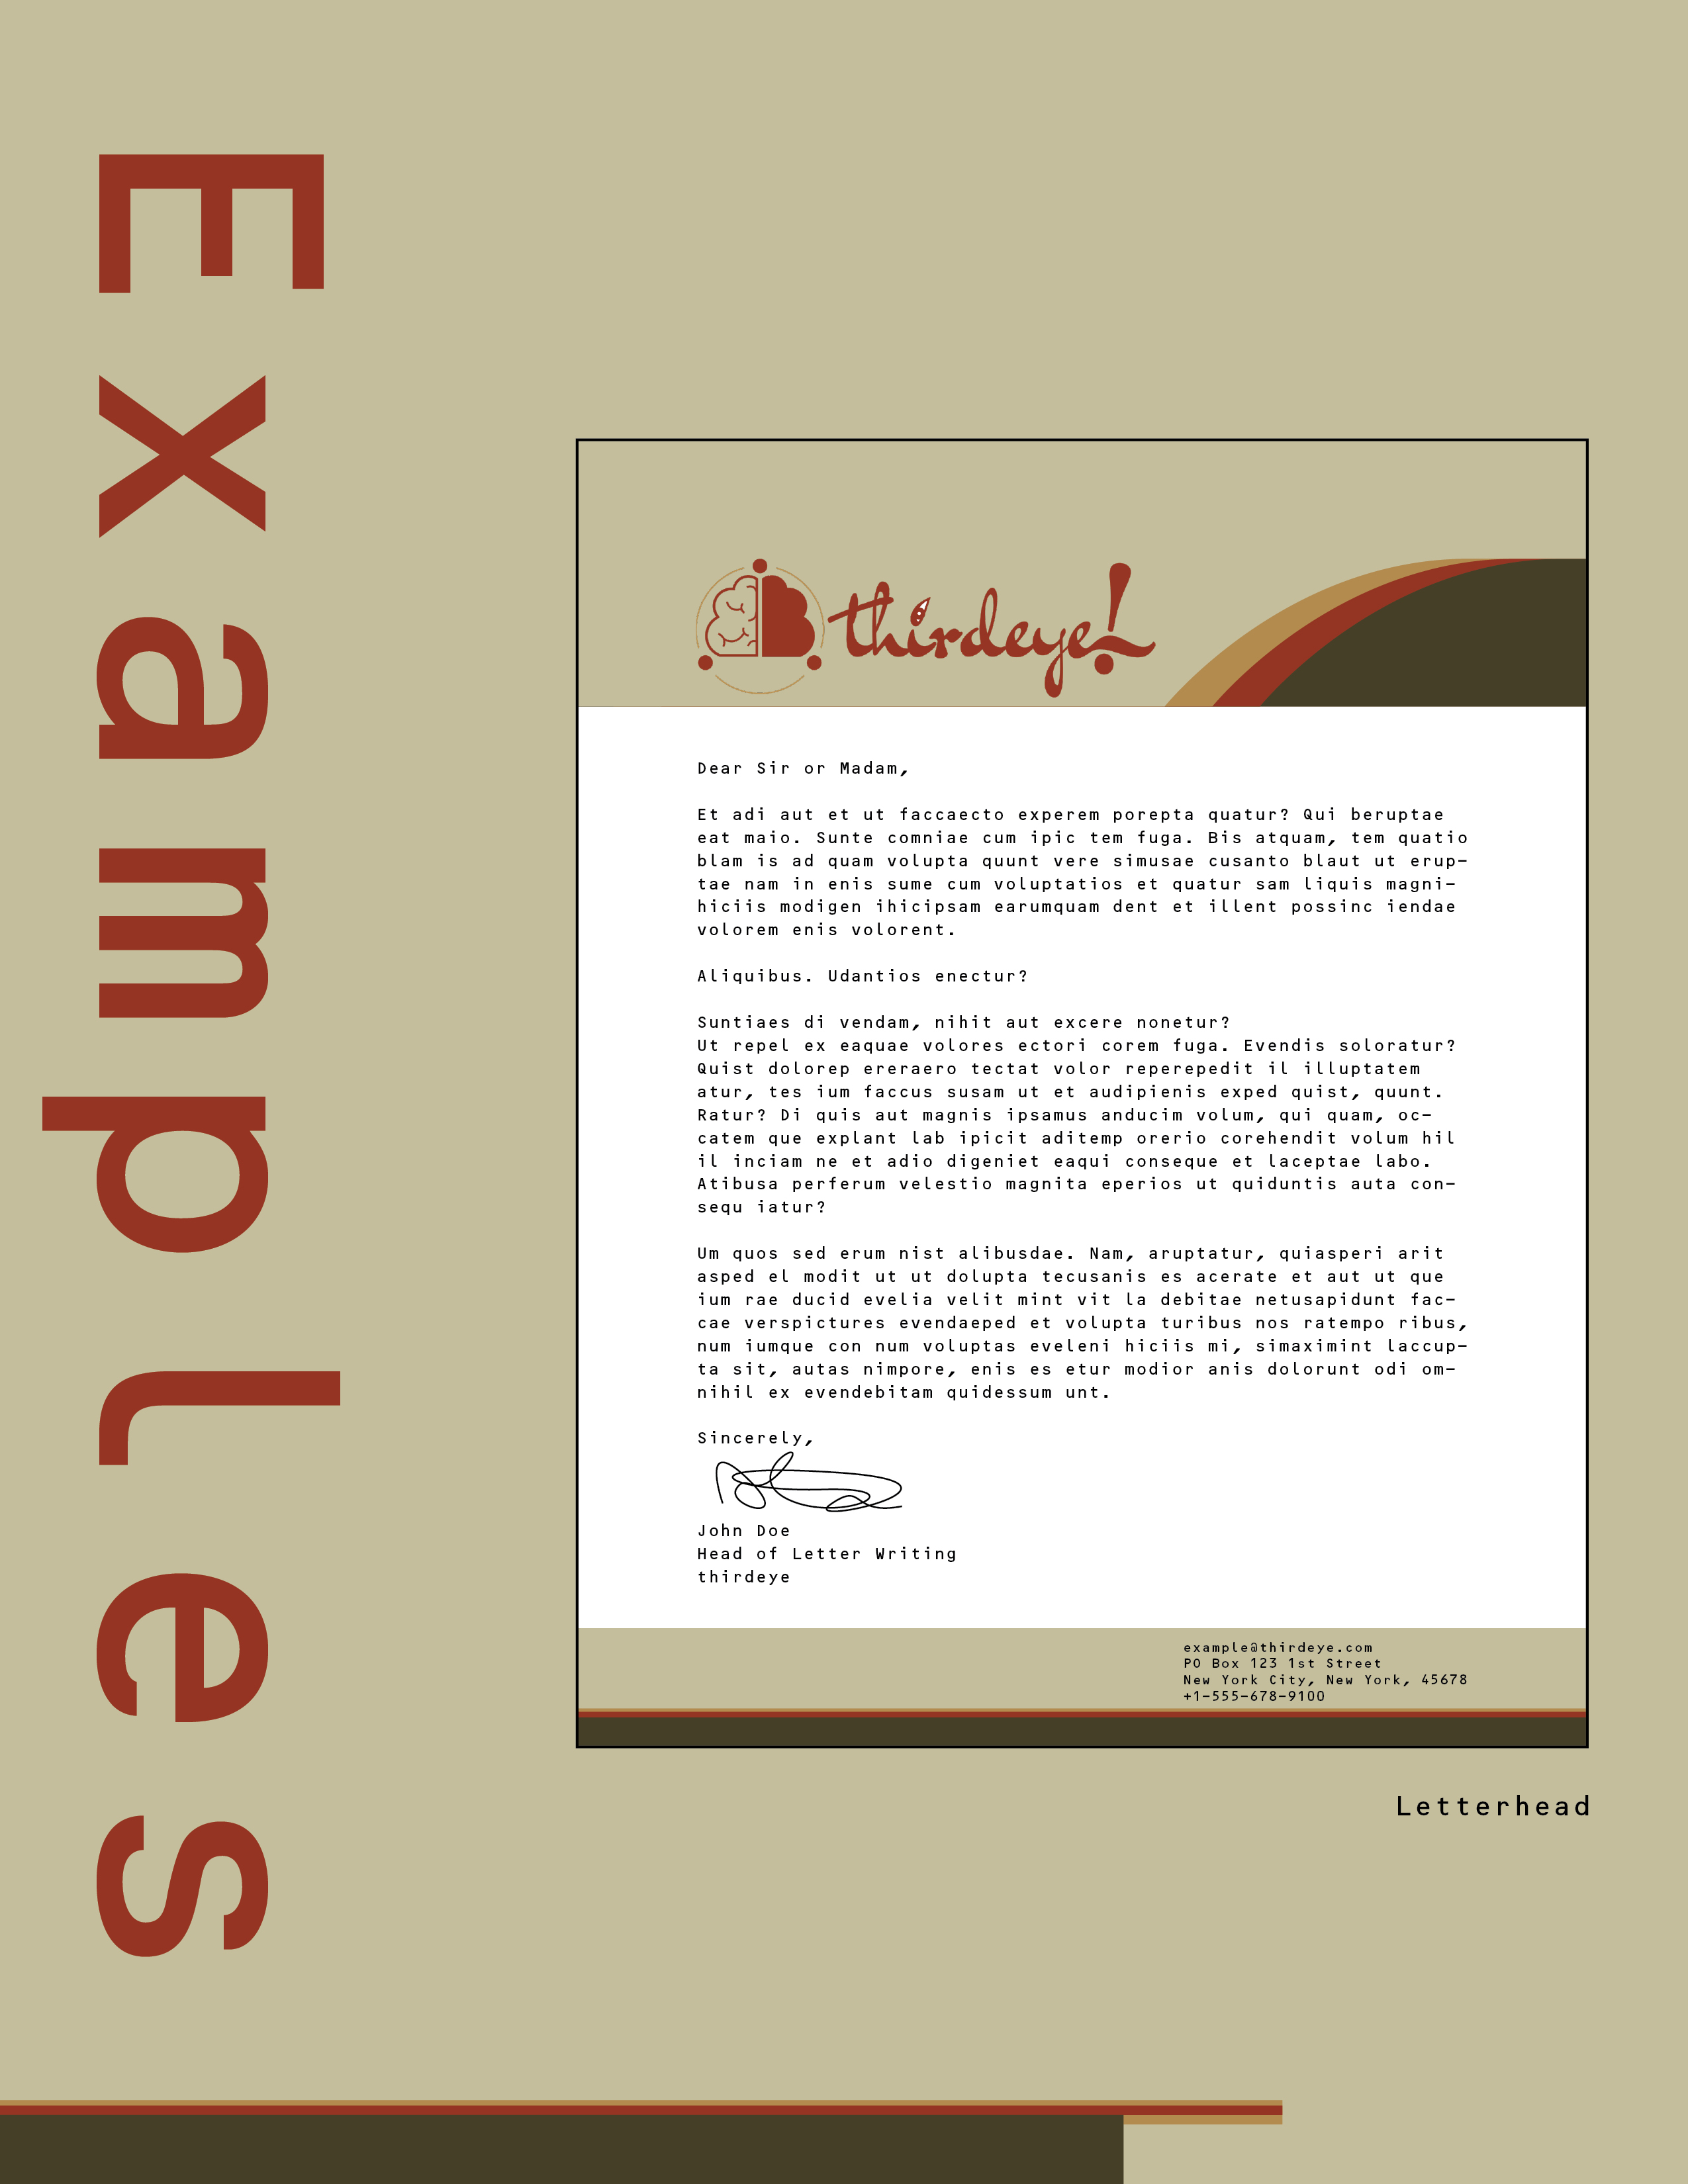 Examples
thirdeye!
Dear Sir or Madam,
Et adi aut et ut faccaecto experem porepta quatur? Qui beruptae
eat maio. Sunte comniae cum ipic tem fuga. Bis atquam, tem quatio
blam is ad quam volupta quunt vere simusae cusanto blaut ut erup-
tae nam in enis sume cum voluptatios et quatur sam liquis magni-
hiciis modigen ihicipsam earumquam dent et illent possinc iendae
volorem enis volorent.
Aliquibus. Udantios enectur?
Suntiaes di vendam, nihit aut excere nonetur?
Ut repel ex eaquae volores ectori corem fuga. Evendis soloratur?
Quist dolorep ereraero tectat volor reperepedit il illuptatem
atur, tes ium faccus susam ut et audipienis exped quist, quunt.
Ratur? Di quis aut magnis ipsamus anducim volum, qui quam, oc-
catem que explant lab ipicit aditemp orerio corehendit volum hil
il inciam ne et adio digeniet eaqui conseque et laceptae labo.
Atibusa perferum velestio magnita eperios ut quiduntis auta con-
sequ iatur?
Um quos sed erum nist alibusdae. Nam, aruptatur, quiasperi arit
asped el modit ut ut dolupta tecusanis es acerate et aut ut que
ium rae ducid evelia velit mint vit la debitae netusapidunt fac-
cae verspictures evendaeped et volupta turibus nos ratempo ribus,
num iumque con num voluptas eveleni hiciis mi, simaximint laccup-
ta sit, autas nimpore, enis es etur modior anis dolorunt odi om-
nihil ex evendebitam quidessum unt.
Sincerely,
John Doe
Head of Letter Writing
thirdeye
example@thirdeye.com
PO Box 123 1st Street
New York City, New York, 45678
+1-555-678-9100
Letterhead